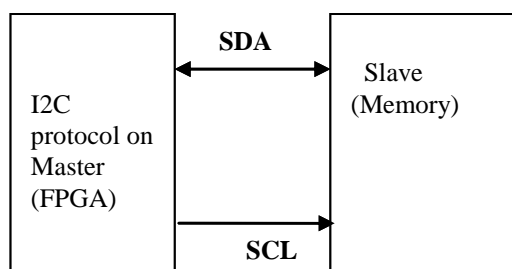 SDA
I2C
protocol on
Master
(FPGA)
Slave
(Memory)
SCL